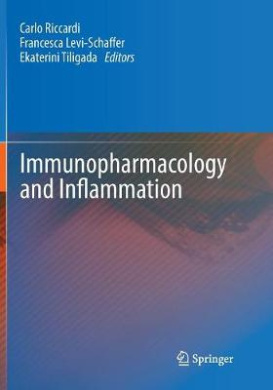 Carlo Riccardi
Francesca Levi-Schaffer
Ekaterini Tiligada Editors
Immunopharmacology
and Inflammation
Springer